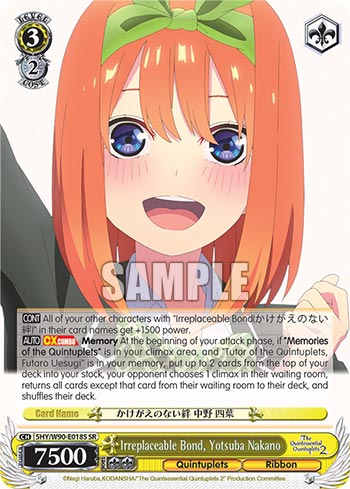 LEVEL
3
2
COST
SAMPLE
CONT All of your other characters with "Irreplaceable Bond/かけがえのない
絆" in their card names get +1500 power.
AUTO CX COMBO Memory At the beginning of your attack phase, if "Memories
of the Quintuplets" is in your climax area, and "Tutor of the Quintuplets,
Futaro Uesugi" is in your memory, put up to 2 cards from the top of your
deck into your stock, your opponent chooses 1 climax in their waiting room,
returns all cards except that card from their waiting room to their deck, and
shuffles their deck.
Card Name かけがえのない絆 中野 四葉
CH 5HY/W90-E018S SR
Irreplaceable Bond, Yotsuba Nakano
The Quintessential Quintuplets 2
7500
Quintuplets Ribbon
©Negi Haruba,KODANSHA/"The Quintessential Quintuplets 2" Production Committee.